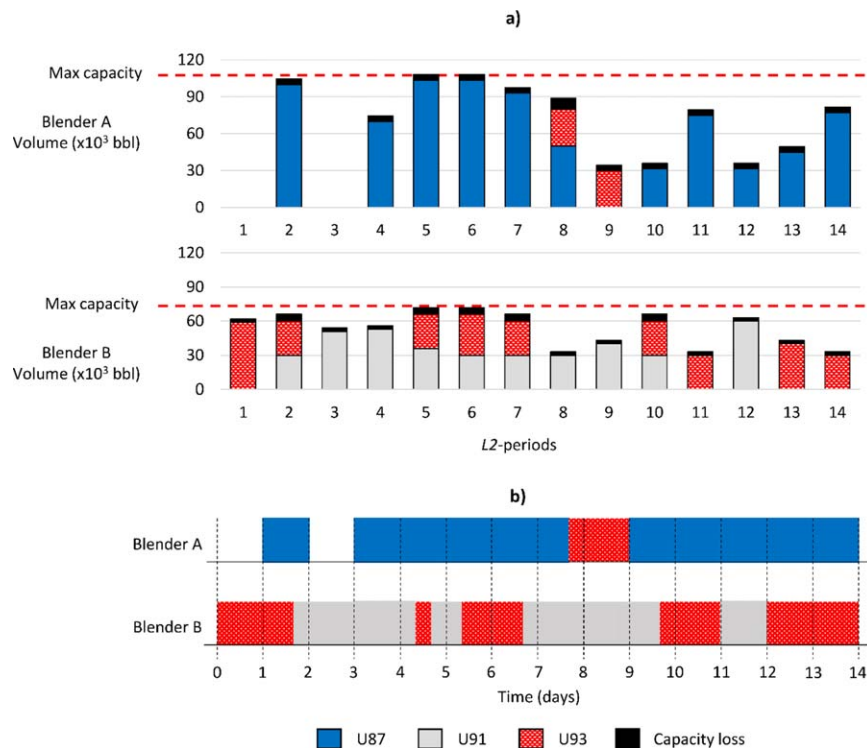 a)
120
Max capacity
90
Blender A
60
Volume (x10³ bbl)
30
0
1 2 3 4 5 6 7 8 9 10 11 12 13 14
120
Max capacity
90
60
Blender B
30
Volume (x10³ bbl)
0
1 2 3 4 5 6 7 8 9 10 11 12 13 14
L2-periods
b)
Blender A
Blender B
0 1 2 3 4 5 6 7 8 9 10 11 12 13 14
Time (days)
U87 U91 U93 Capacity loss